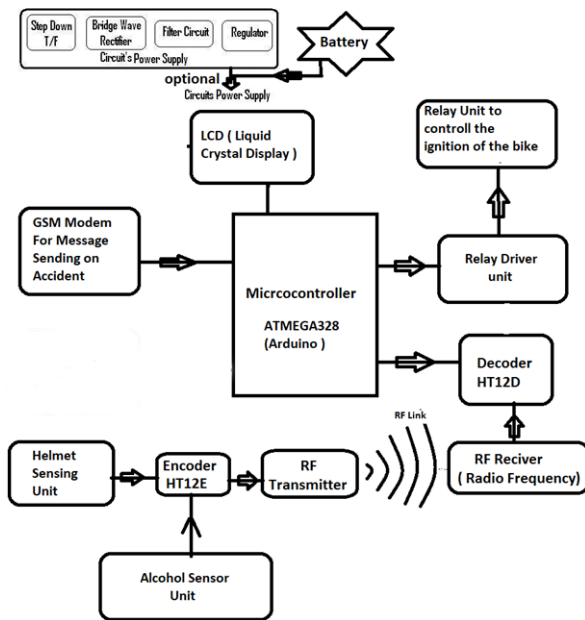 Step Down
T/F
Bridge Wave
Rectifier
Filter Circuit
Regulator
Circuit's Power Supply
Battery
optional
Circuits Power Supply
LCD ( Liquid
Crystal Display )
Relay Unit to
controll the
ignition of the bike
GSM Modem
For Message
Sending on
Accident
Micrcocontroller
ATMEGA328
(Arduino )
Relay Driver
unit
Decoder
HT12D
RF Link
Helmet
Sensing
Unit
Encoder
HT12E
RF
Transmitter
RF Reciver
( Radio Frequency)
Alcohol Sensor
Unit